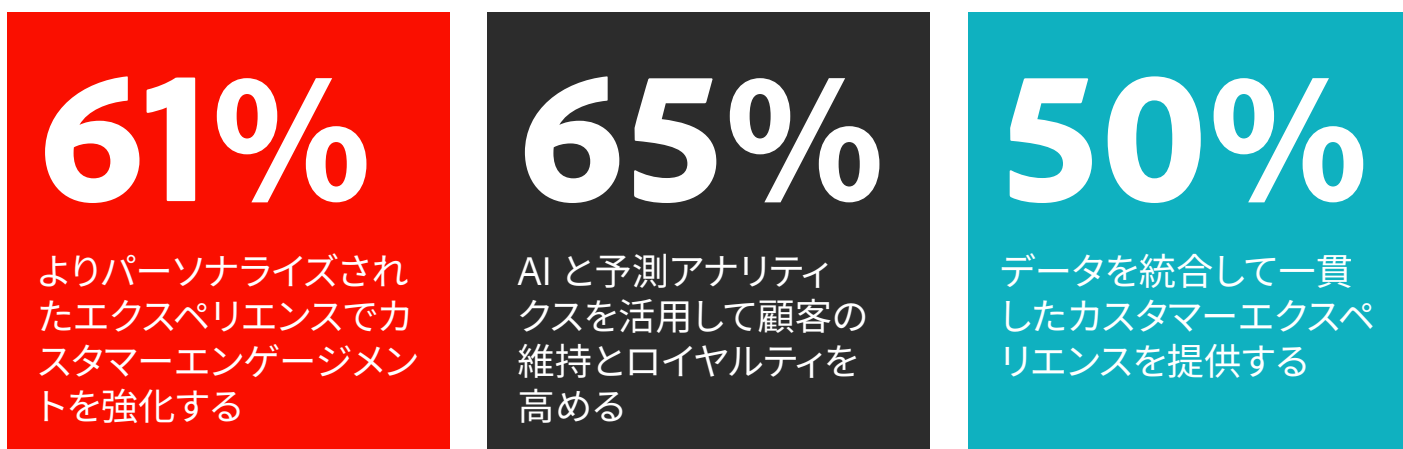 61%
よりパーソナライズされ
たエクスペリエンスでカ
スタマーエンゲージメン
トを強化する
65%
AI と予測アナリティ
クスを活用して顧客の
維持とロイヤルティを
高める
50%
データを統合して一貫
したカスタマーエクスペ
リエンスを提供する